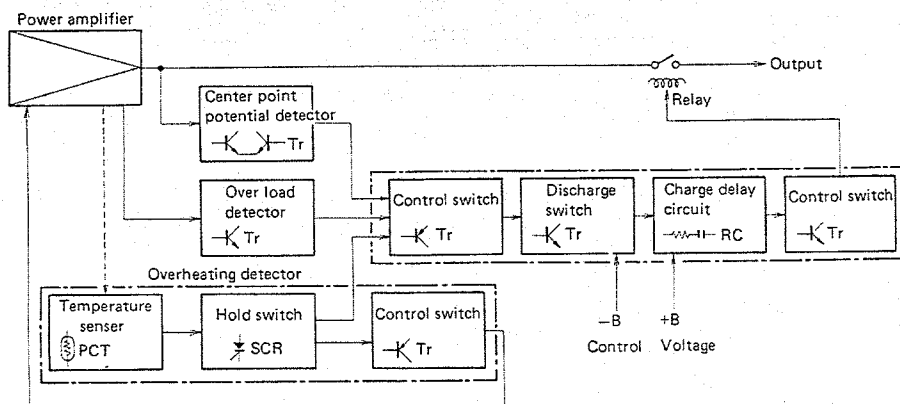 Power amplifier
Output
Relay
Center point
potential detector
Tr
Over load
detector
Tr
Control switch
Tr
Discharge
switch
Tr
Charge delay
circuit
RC
Control switch
Tr
Overheating detector
Temperature
senser
PCT
Hold switch
SCR
Control switch
Tr
−B
+B
Control Voltage